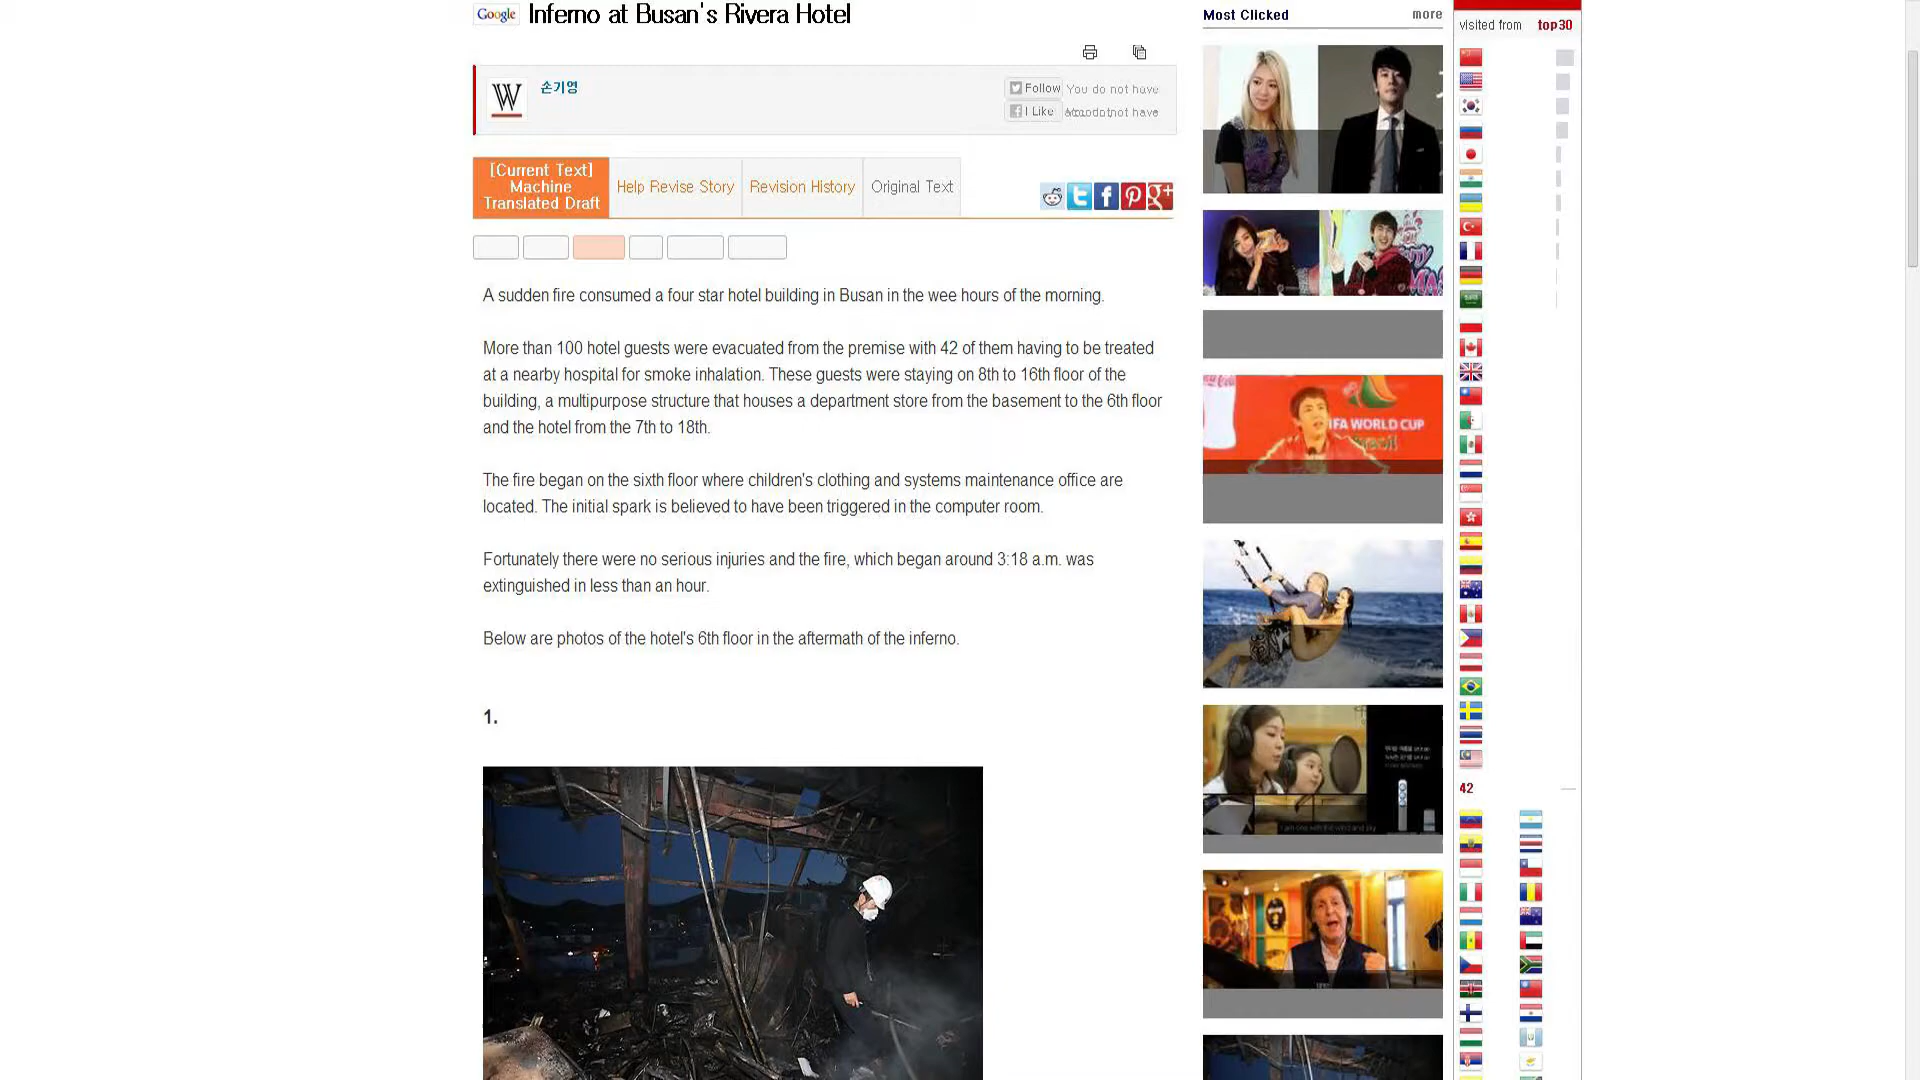 Google Inferno at Busan's Rivera Hotel
W
손기영
Follow You do not have
I Like
[Current Text]
Machine
Translated Draft
Help Revise Story
Revision History
Original Text
A sudden fire consumed a four star hotel building in Busan in the wee hours of the morning.
More than 100 hotel guests were evacuated from the premise with 42 of them having to be treated
at a nearby hospital for smoke inhalation. These guests were staying on 8th to 16th floor of the
building, a multipurpose structure that houses a department store from the basement to the 6th floor
and the hotel from the 7th to 18th.
The fire began on the sixth floor where children's clothing and systems maintenance office are
located. The initial spark is believed to have been triggered in the computer room.
Fortunately there were no serious injuries and the fire, which began around 3:18 a.m. was
extinguished in less than an hour.
Below are photos of the hotel's 6th floor in the aftermath of the inferno.
1.
Most Clicked more
FIFA WORLD CUP
visited from top30
42